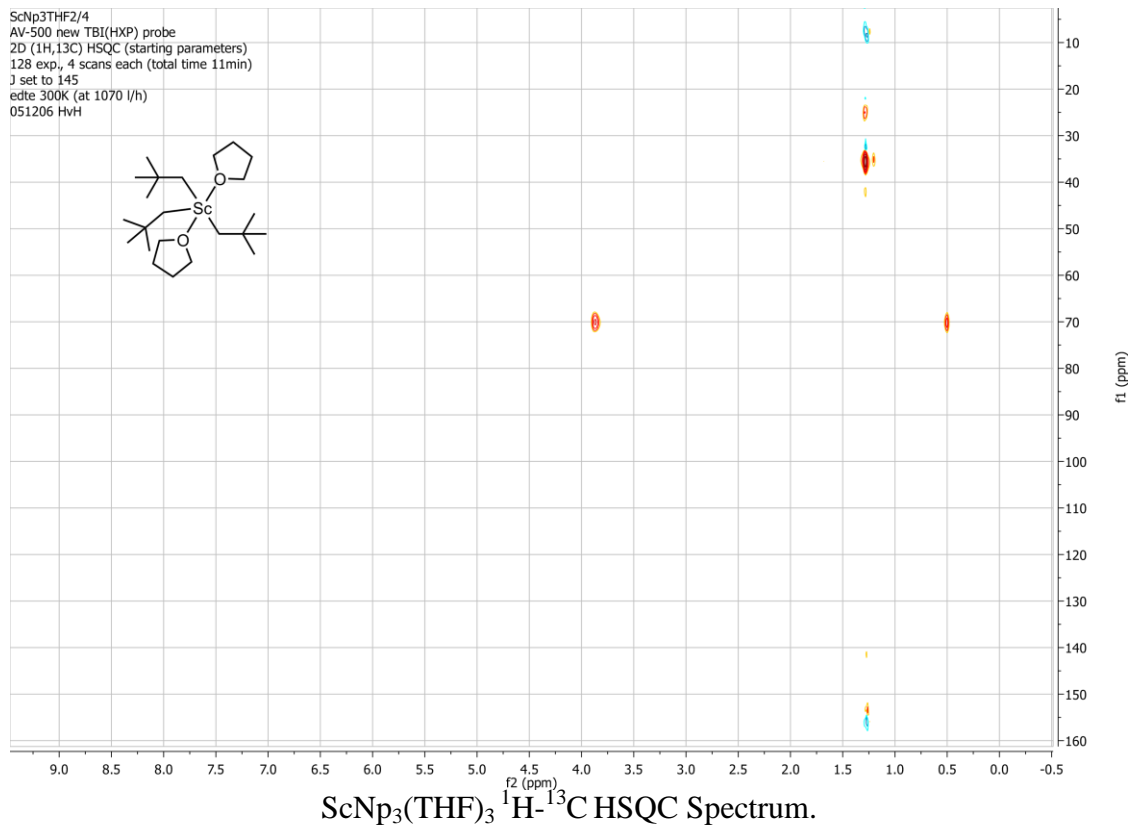 ScNp3THF2/4
AV-500 new TBI(HXP) probe
2D (1H,13C) HSQC (starting parameters)
128 exp., 4 scans each (total time 11min)
J set to 145
edte 300K (at 1070 l/h)
051206 HvH
O
Sc
O
10
20
30
40
50
60
70
80
90
100
110
120
130
140
150
160
f1 (ppm)
9.0 8.5 8.0 7.5 7.0 6.5 6.0 5.5 5.0 4.5 4.0 3.5 3.0 2.5 2.0 1.5 1.0 0.5 0.0 -0.5
f2 (ppm)
ScNp₃(THF)₃ ¹H-¹³C HSQC Spectrum.